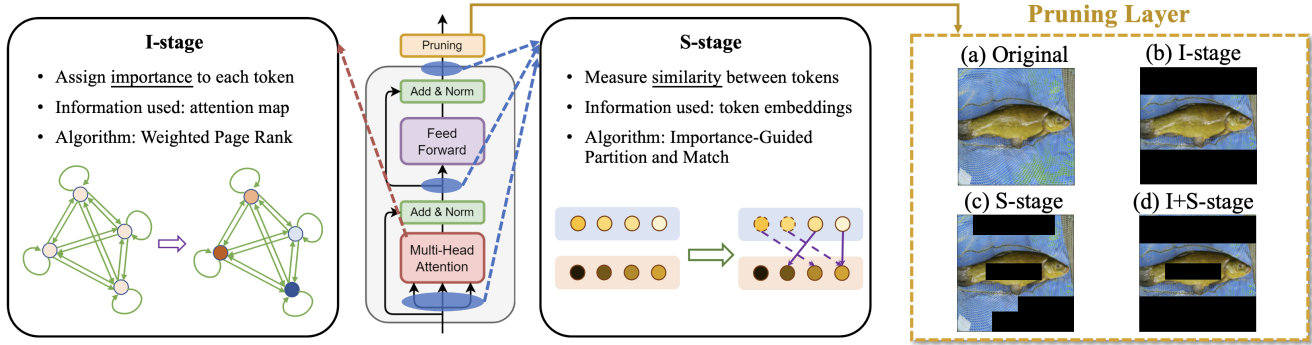 I-stage
• Assign importance to each token
• Information used: attention map
• Algorithm: Weighted Page Rank
Pruning
Add & Norm
Feed
Forward
Add & Norm
Multi-Head
Attention
S-stage
• Measure similarity between tokens
• Information used: token embeddings
• Algorithm: Importance-Guided
Partition and Match
Pruning Layer
(a) Original
(b) I-stage
(c) S-stage
(d) I+S-stage